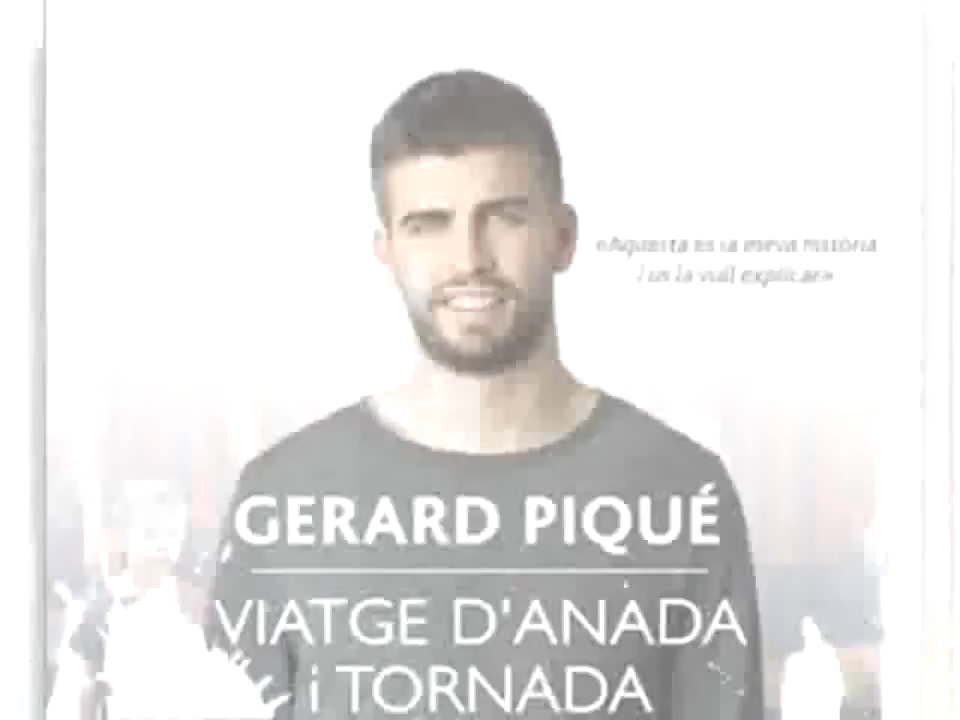 «Aquesta és la meva història
i us la vull explicar»
GERARD PIQUÉ
VIATGE D'ANADA
i TORNADA